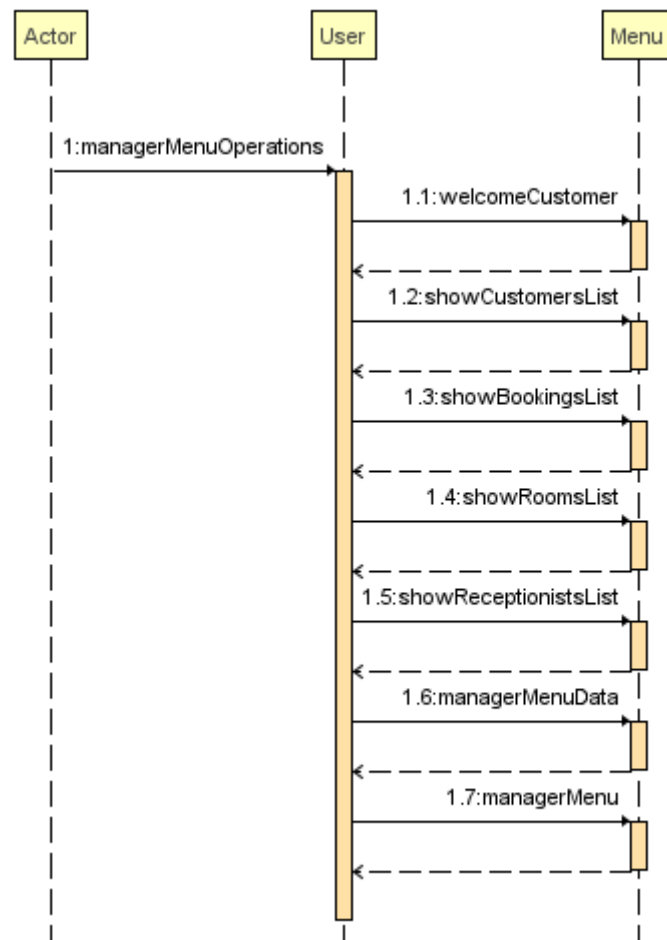 Actor
User
Menu
1:managerMenuOperations
1.1:welcomeCustomer
1.2:showCustomersList
1.3:showBookingsList
1.4:showRoomsList
1.5:showReceptionistsList
1.6:managerMenuData
1.7:managerMenu